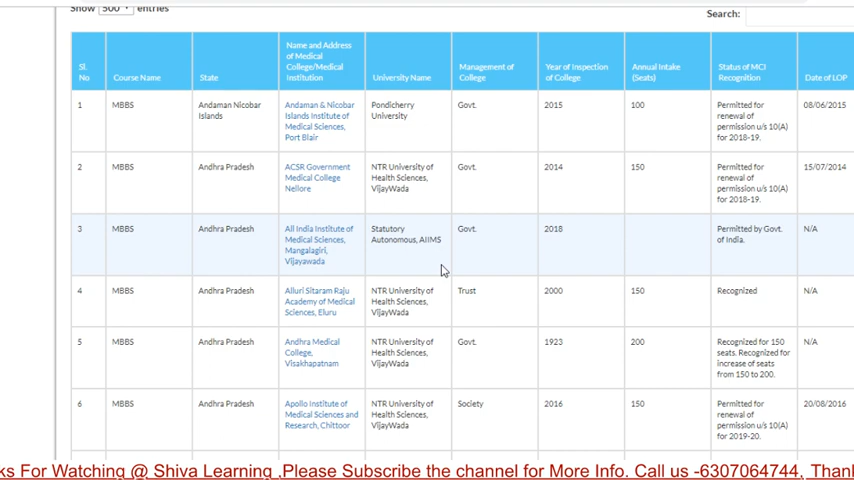 Show 500 entries
Search:
Sl. No	Course Name	State	Name and Address of Medical College/Medical Institution	University Name	Management of College	Year of Inspection of College	Annual Intake (Seats)	Status of MCI Recognition	Date of LOP
1	MBBS	Andaman Nicobar Islands	Andaman & Nicobar Islands Institute of Medical Sciences, Port Blair	Pondicherry University	Govt.	2015	100	Permitted for renewal of permission u/s 10(A) for 2018-19.	08/06/2015
2	MBBS	Andhra Pradesh	ACSR Government Medical College Nellore	NTR University of Health Sciences, VijayWada	Govt.	2014	150	Permitted for renewal of permission u/s 10(A) for 2018-19.	15/07/2014
3	MBBS	Andhra Pradesh	All India Institute of Medical Sciences, Mangalagiri, Vijayawada	Statutory Autonomous, AIIMS	Govt.	2018	Permitted by Govt. of India.	N/A
4	MBBS	Andhra Pradesh	Alluri Sitaram Raju Academy of Medical Sciences, Eluru	NTR University of Health Sciences, VijayWada	Trust	2000	150	Recognized	N/A
5	MBBS	Andhra Pradesh	Andhra Medical College, Visakhapatnam	NTR University of Health Sciences, VijayWada	Govt.	1923	200	Recognized for 150 seats. Recognized for increase of seats from 150 to 200.	N/A
6	MBBS	Andhra Pradesh	Apollo Institute of Medical Sciences and Research, Chittoor	NTR University of Health Sciences, VijayWada	Society	2016	150	Permitted for renewal of permission u/s 10(A) for 2019-20.	20/08/2016
ks For Watching @ Shiva Learning ,Please Subscribe the channel for More Info. Call us -6307064744, Thank